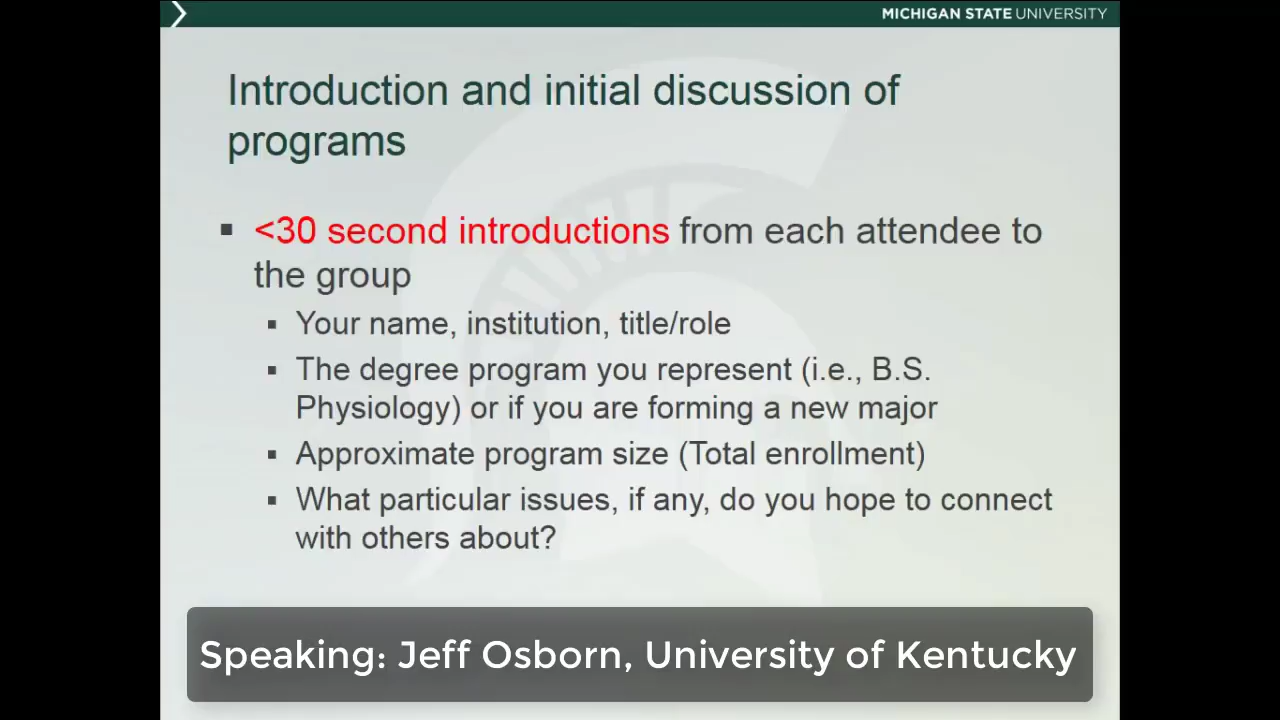 MICHIGAN STATE UNIVERSITY
Introduction and initial discussion of
programs
<30 second introductions from each attendee to
the group
Your name, institution, title/role
The degree program you represent (i.e., B.S.
Physiology) or if you are forming a new major
Approximate program size (Total enrollment)
What particular issues, if any, do you hope to connect
with others about?
Speaking: Jeff Osborn, University of Kentucky